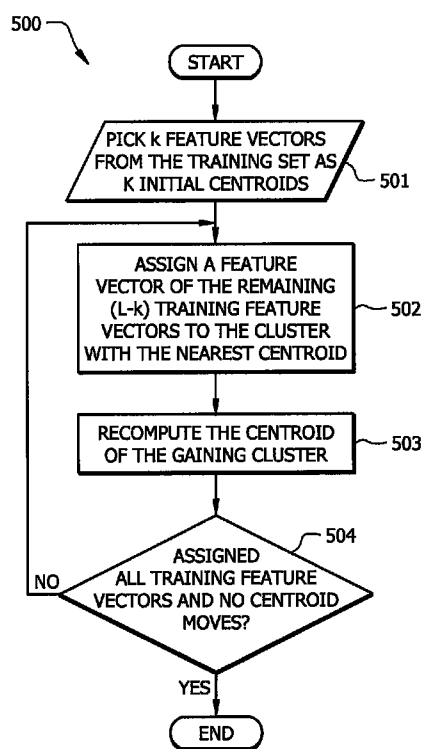 500
START
PICK k FEATURE VECTORS
FROM THE TRAINING SET AS
K INITIAL CENTROIDS
501
ASSIGN A FEATURE
VECTOR OF THE REMAINING
(L-k) TRAINING FEATURE
VECTORS TO THE CLUSTER
WITH THE NEAREST CENTROID
502
RECOMPUTE THE CENTROID
OF THE GAINING CLUSTER
503
504
ASSIGNED
ALL TRAINING FEATURE
VECTORS AND NO CENTROID
MOVES?
NO
YES
END